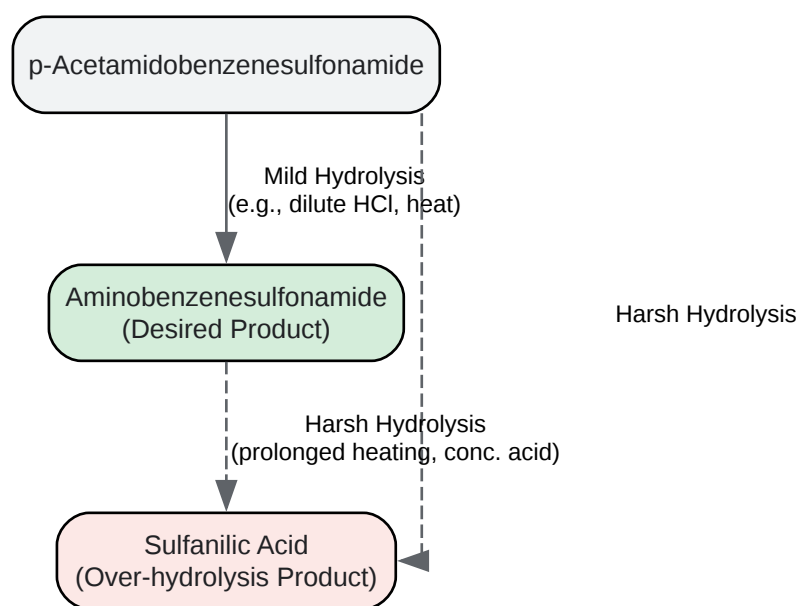 p-Acetamidobenzenesulfonamide
Mild Hydrolysis
(e.g., dilute HCl, heat)
Aminobenzenesulfonamide
(Desired Product)
Harsh Hydrolysis
Harsh Hydrolysis
(prolonged heating, conc. acid)
Sulfanilic Acid
(Over-hydrolysis Product)